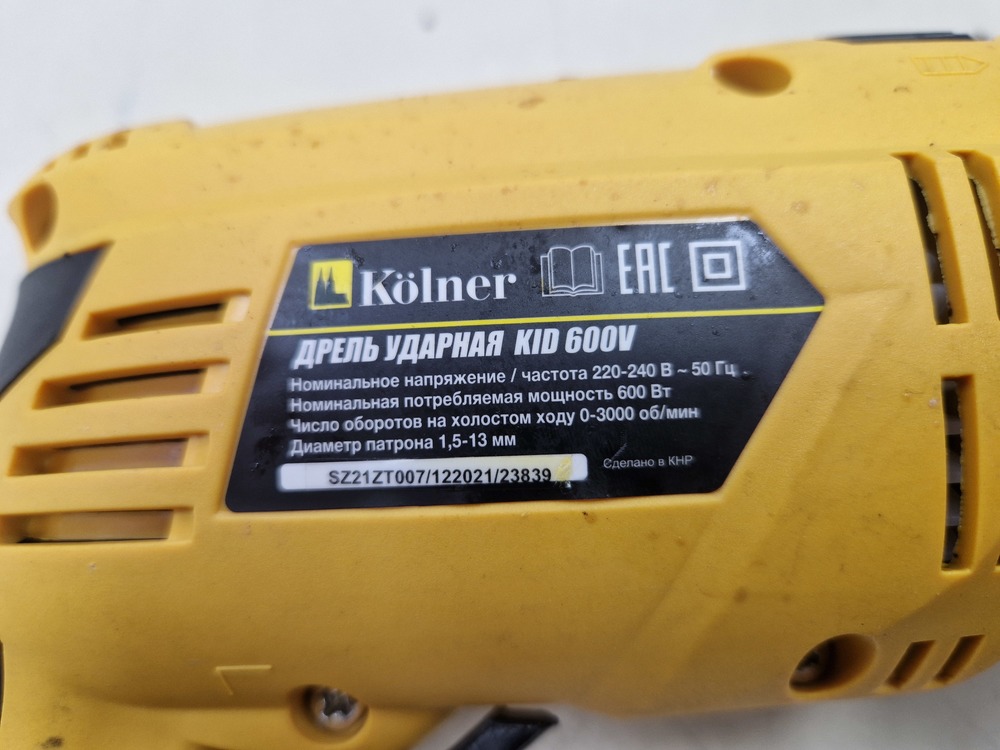 Kölner EAC
ДРЕЛЬ УДАРНАЯ KID 600V
Номинальное напряжение / частота 220-240 В ~ 50 Гц
Номинальная потребляемая мощность 600 Вт
Число оборотов на холостом ходу 0-3000 об/мин
Диаметр патрона 1,5-13 мм
SZ21ZT007/122021/23839 Сделано в КНР